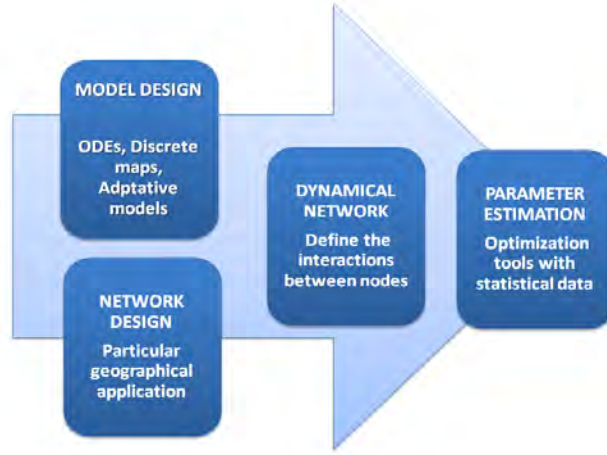 MODEL DESIGN
ODEs, Discrete
maps,
Adptative
models
NETWORK
DESIGN
Particular
geographical
application
DYNAMICAL
NETWORK
Define the
interactions
between nodes
PARAMETER
ESTIMATION
Optimization
tools with
statistical data